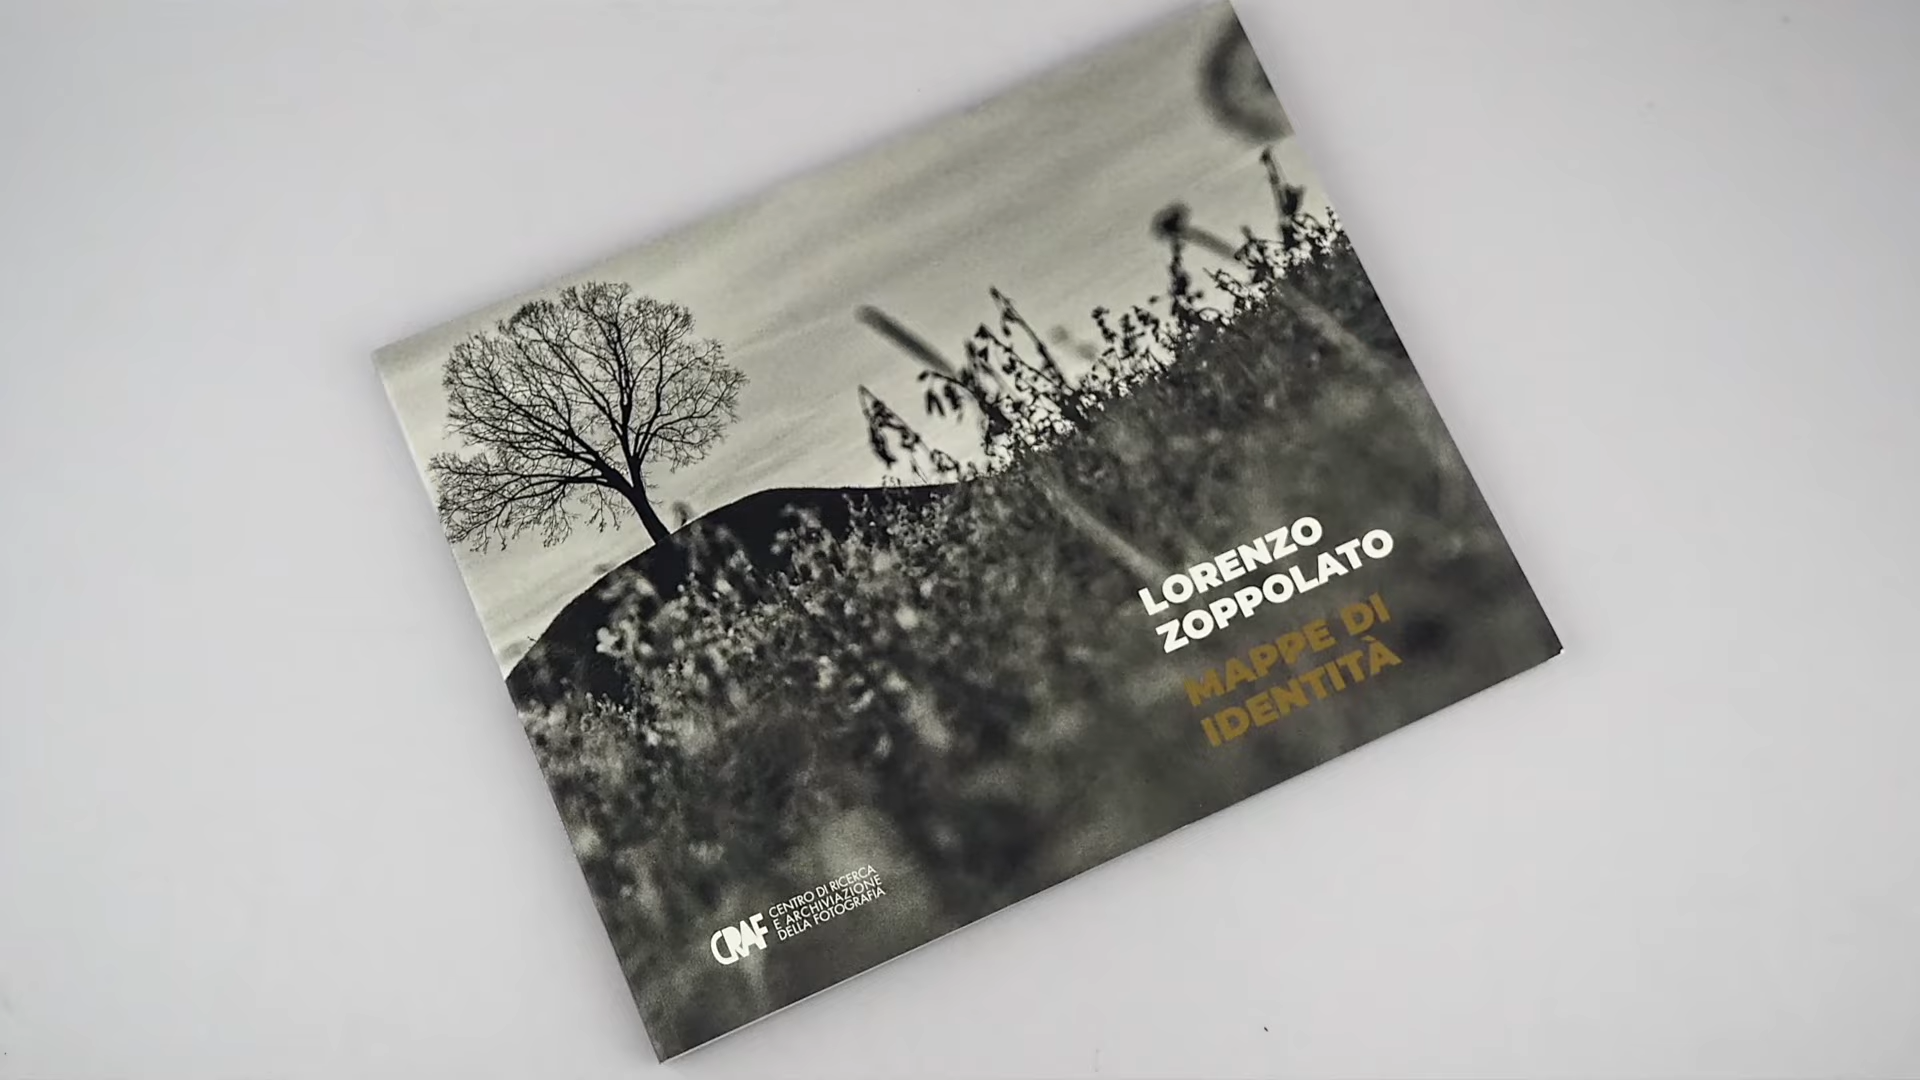 LORENZO
ZOPPOLATO
MAPPE DI
IDENTITÀ
CRAF
CENTRO DI RICERCA
E ARCHIVIAZIONE
DELLA FOTOGRAFIA